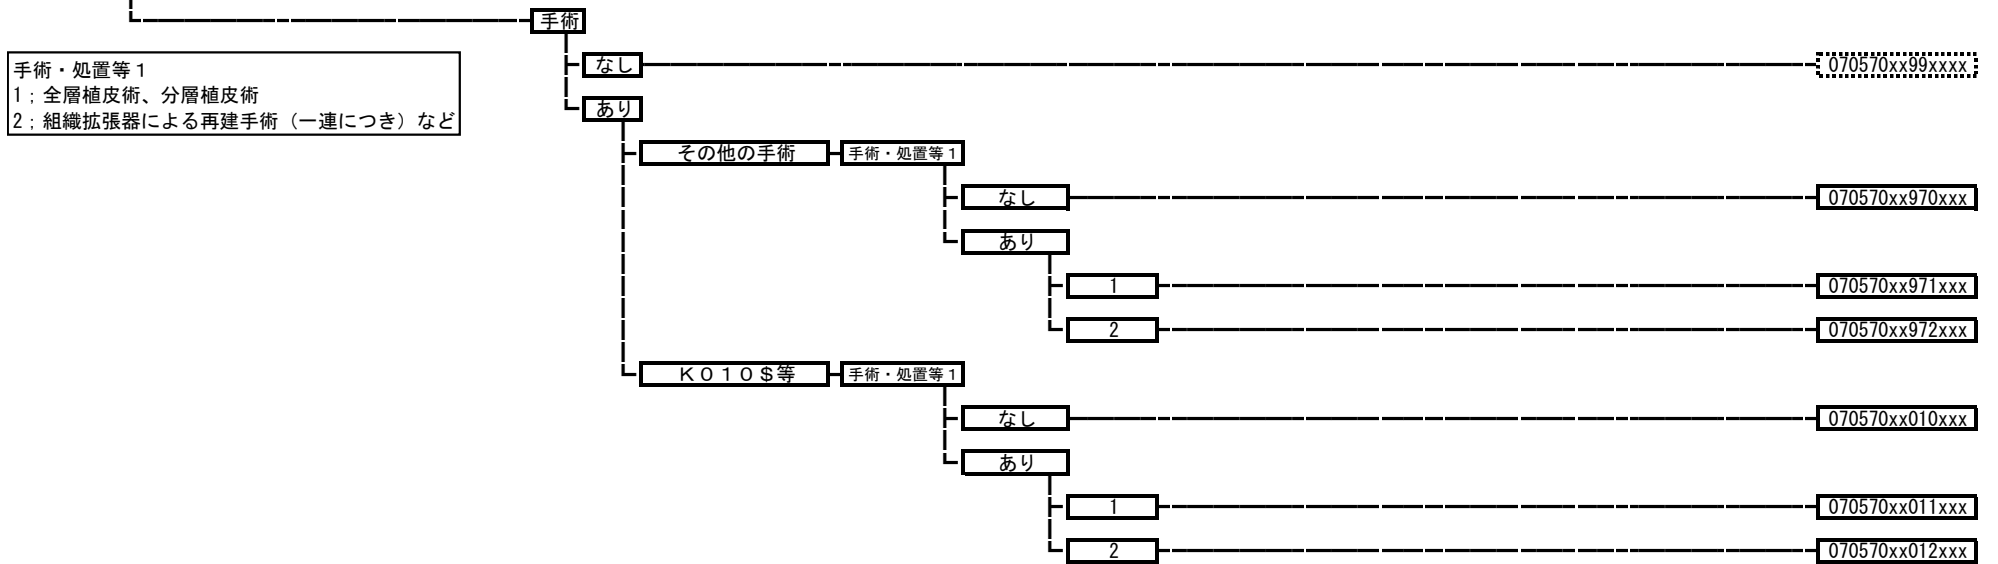 手術
なし
070570xx99xxxx
手術・処置等１
1；全層植皮術、分層植皮術
2；組織拡張器による再建手術（一連につき）など
あり
その他の手術
手術・処置等１
なし
070570xx970xxx
あり
1
070570xx971xxx
2
070570xx972xxx
Ｋ０１０＄等
手術・処置等１
なし
070570xx010xxx
あり
1
070570xx011xxx
2
070570xx012xxx